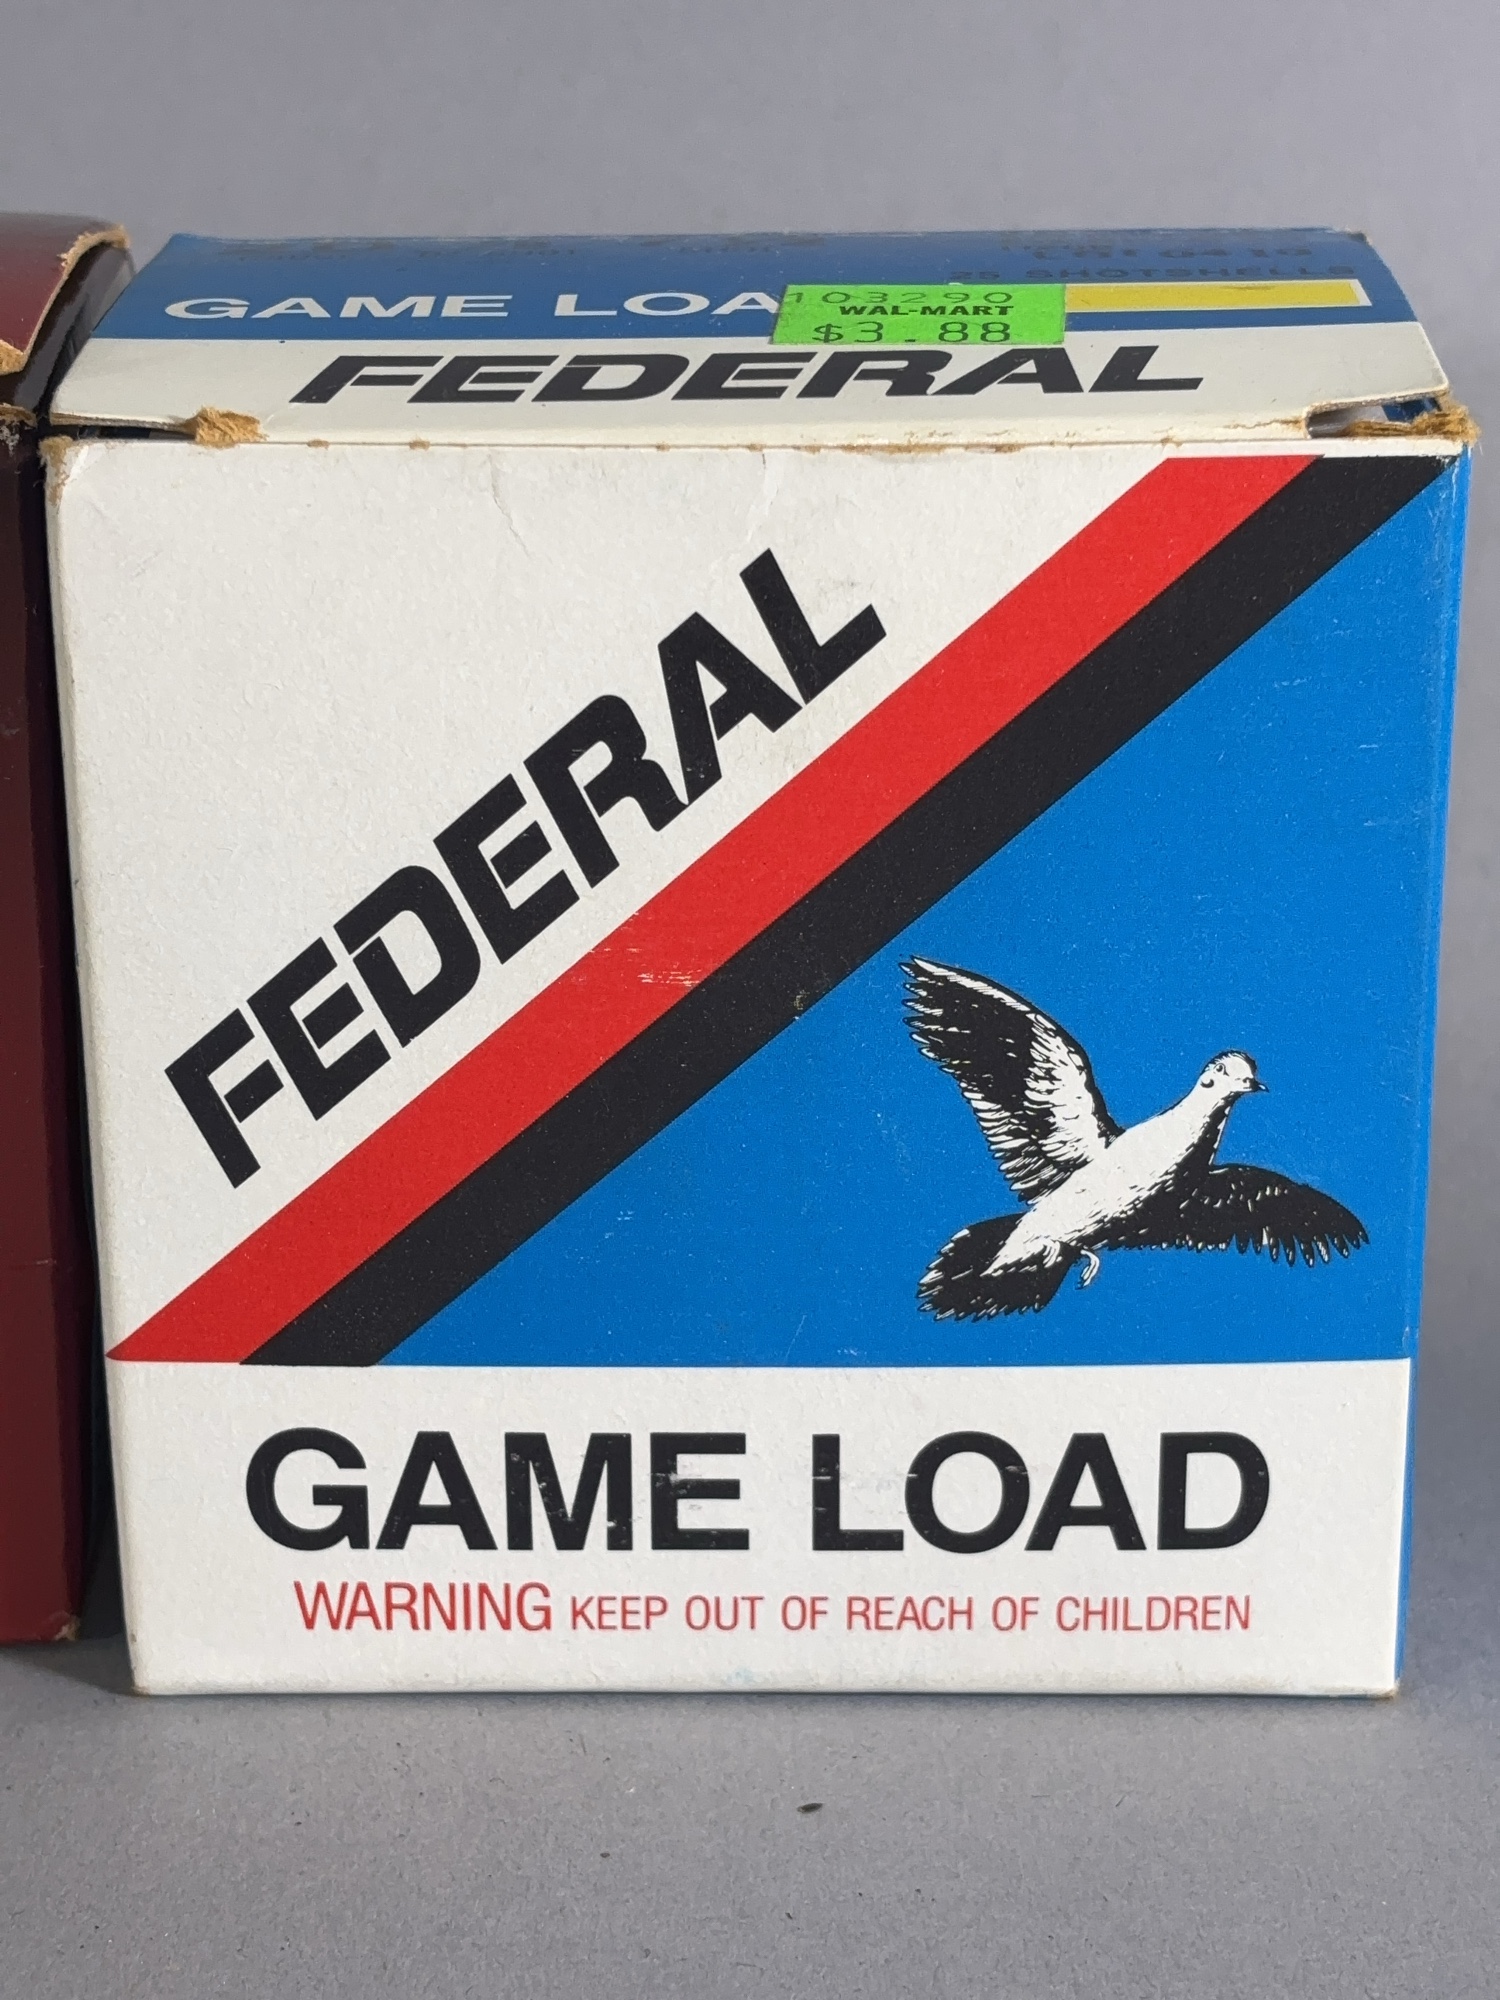 25 SHOTSHELLS
GAME LOA
103290
WAL-MART
$3.88
FEDERAL
FEDERAL
GAME LOAD
WARNING KEEP OUT OF REACH OF CHILDREN